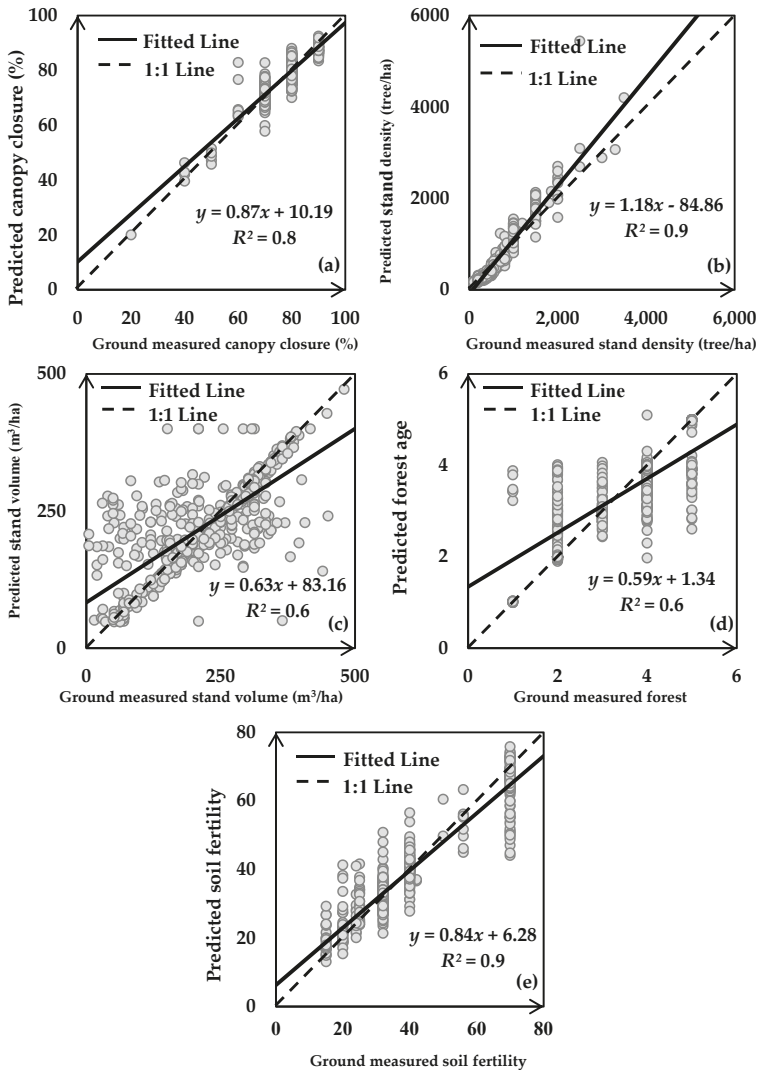 100
80
60
40
20
0
Predicted canopy closure (%)
Fitted Line
1:1 Line
y = 0.87x + 10.19
R² = 0.8
(a)
0 20 40 60 80 100
Ground measured canopy closure (%)
6000
4000
2000
0
Predicted stand density (tree/ha)
Fitted Line
1:1 Line
y = 1.18x - 84.86
R² = 0.9
(b)
0 2,000 4,000 6,000
Ground measured stand density (tree/ha)
500
250
0
Predicted stand volume (m³/ha)
Fitted Line
1:1 Line
y = 0.63x + 83.16
R² = 0.6
(c)
0 250 500
Ground measured stand volume (m³/ha)
6
4
2
0
Predicted forest age
Fitted Line
1:1 Line
y = 0.59x + 1.34
R² = 0.6
(d)
0 2 4 6
Ground measured forest
80
60
40
20
0
Predicted soil fertility
Fitted Line
1:1 Line
y = 0.84x + 6.28
R² = 0.9
(e)
0 20 40 60 80
Ground measured soil fertility